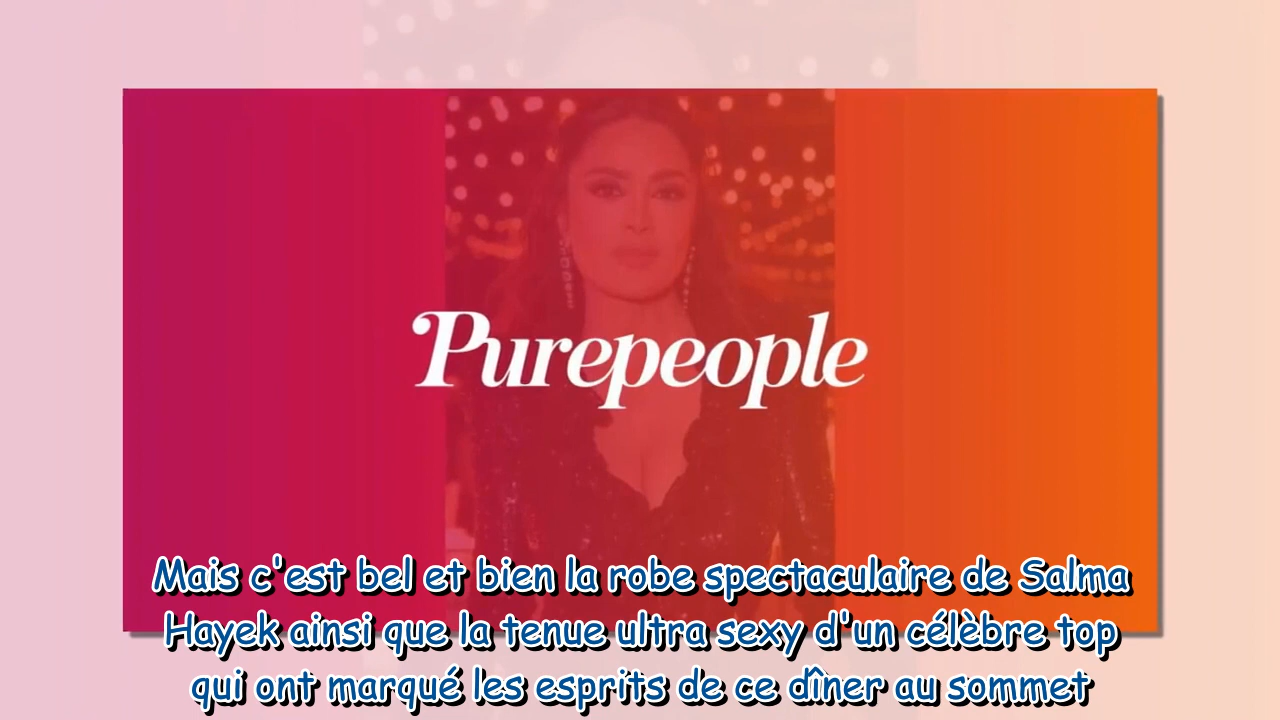 Purepeople
Mais c'est bel et bien la robe spectaculaire de Salma
Hayek ainsi que la tenue ultra sexy d'un célèbre top
qui ont marqué les esprits de ce dîner au sommet